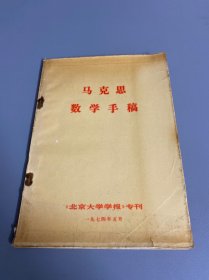 马克思
数学手稿
《北京大学学报》专刊
一九七四年五月